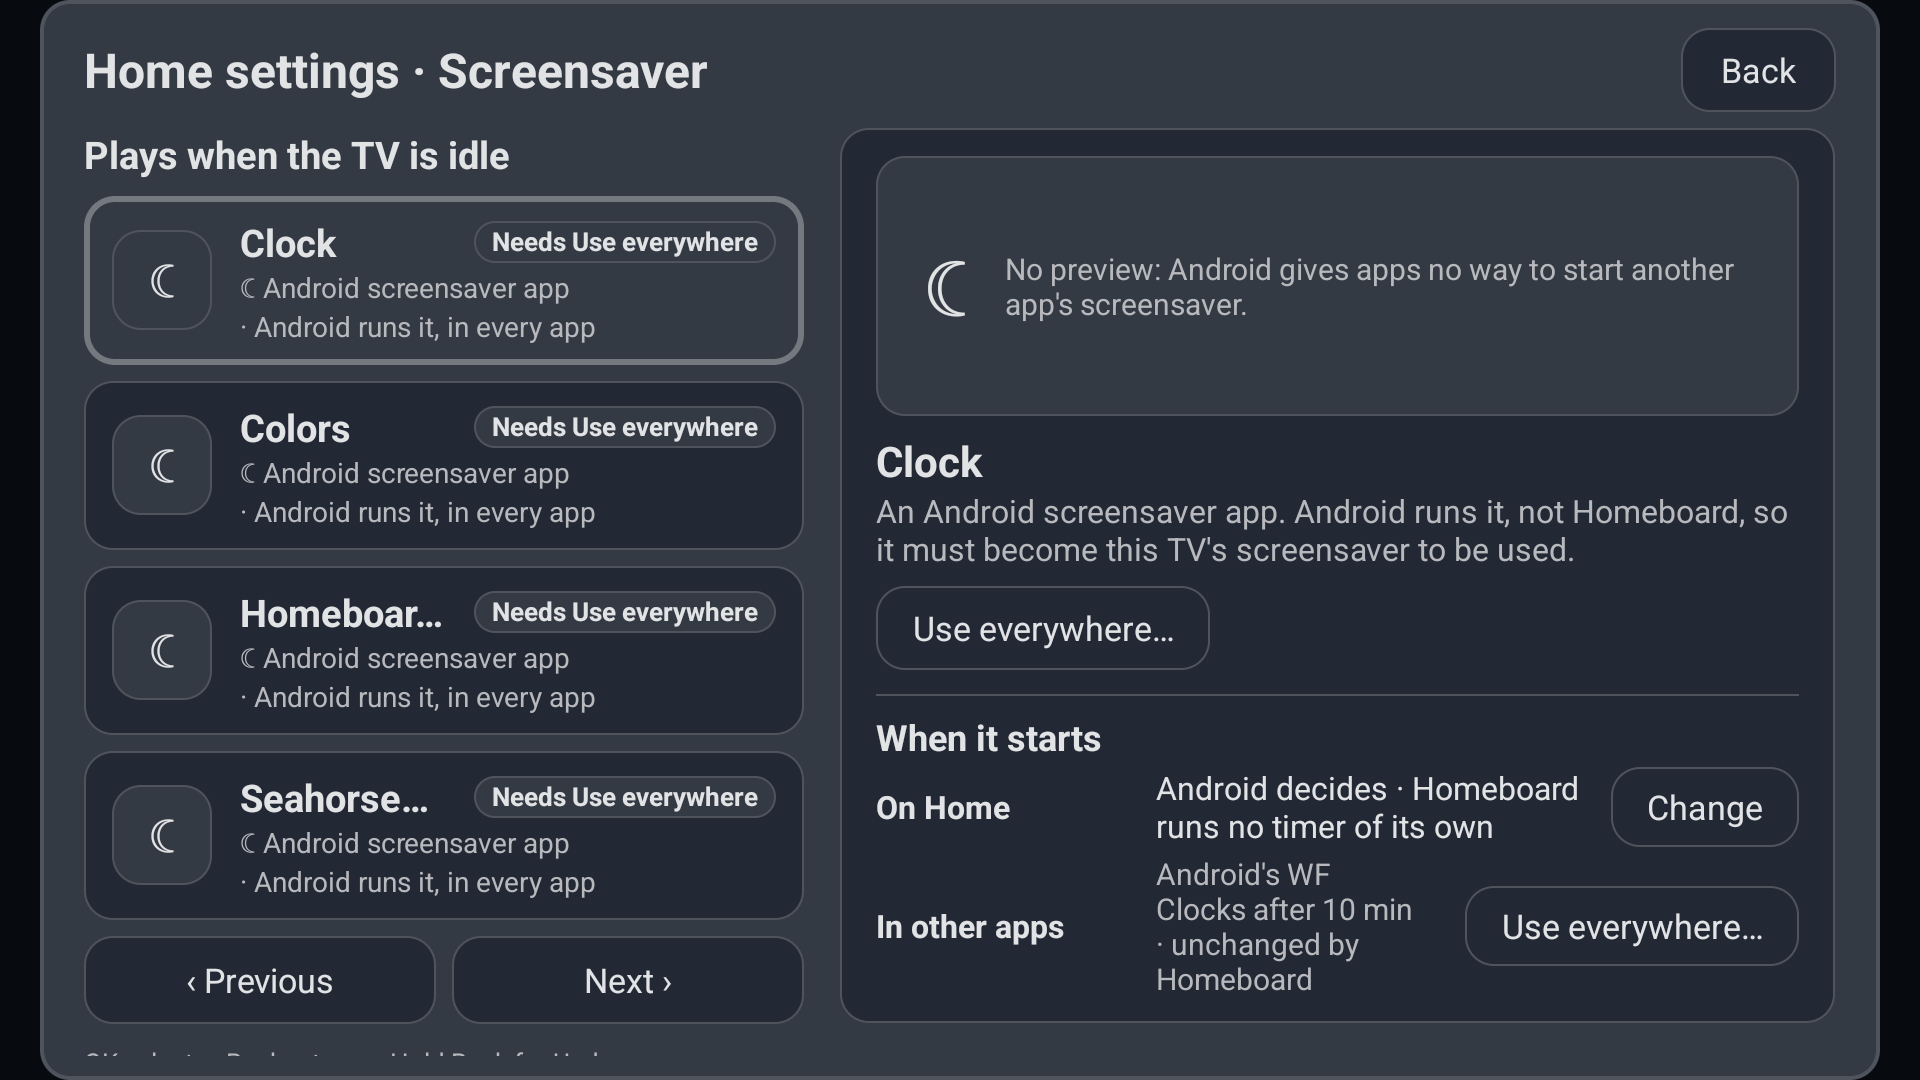 Home settings · Screensaver
Back
Plays when the TV is idle
Clock
Needs Use everywhere
☾ Android screensaver app
· Android runs it, in every app
Colors
Needs Use everywhere
☾ Android screensaver app
· Android runs it, in every app
Homeboar…
Needs Use everywhere
☾ Android screensaver app
· Android runs it, in every app
Seahorse…
Needs Use everywhere
☾ Android screensaver app
· Android runs it, in every app
‹ Previous
Next ›
No preview: Android gives apps no way to start another
app's screensaver.
Clock
An Android screensaver app. Android runs it, not Homeboard, so
it must become this TV's screensaver to be used.
Use everywhere…
When it starts
On Home
Android decides · Homeboard
runs no timer of its own
Change
In other apps
Android's WF
Clocks after 10 min
· unchanged by
Homeboard
Use everywhere…